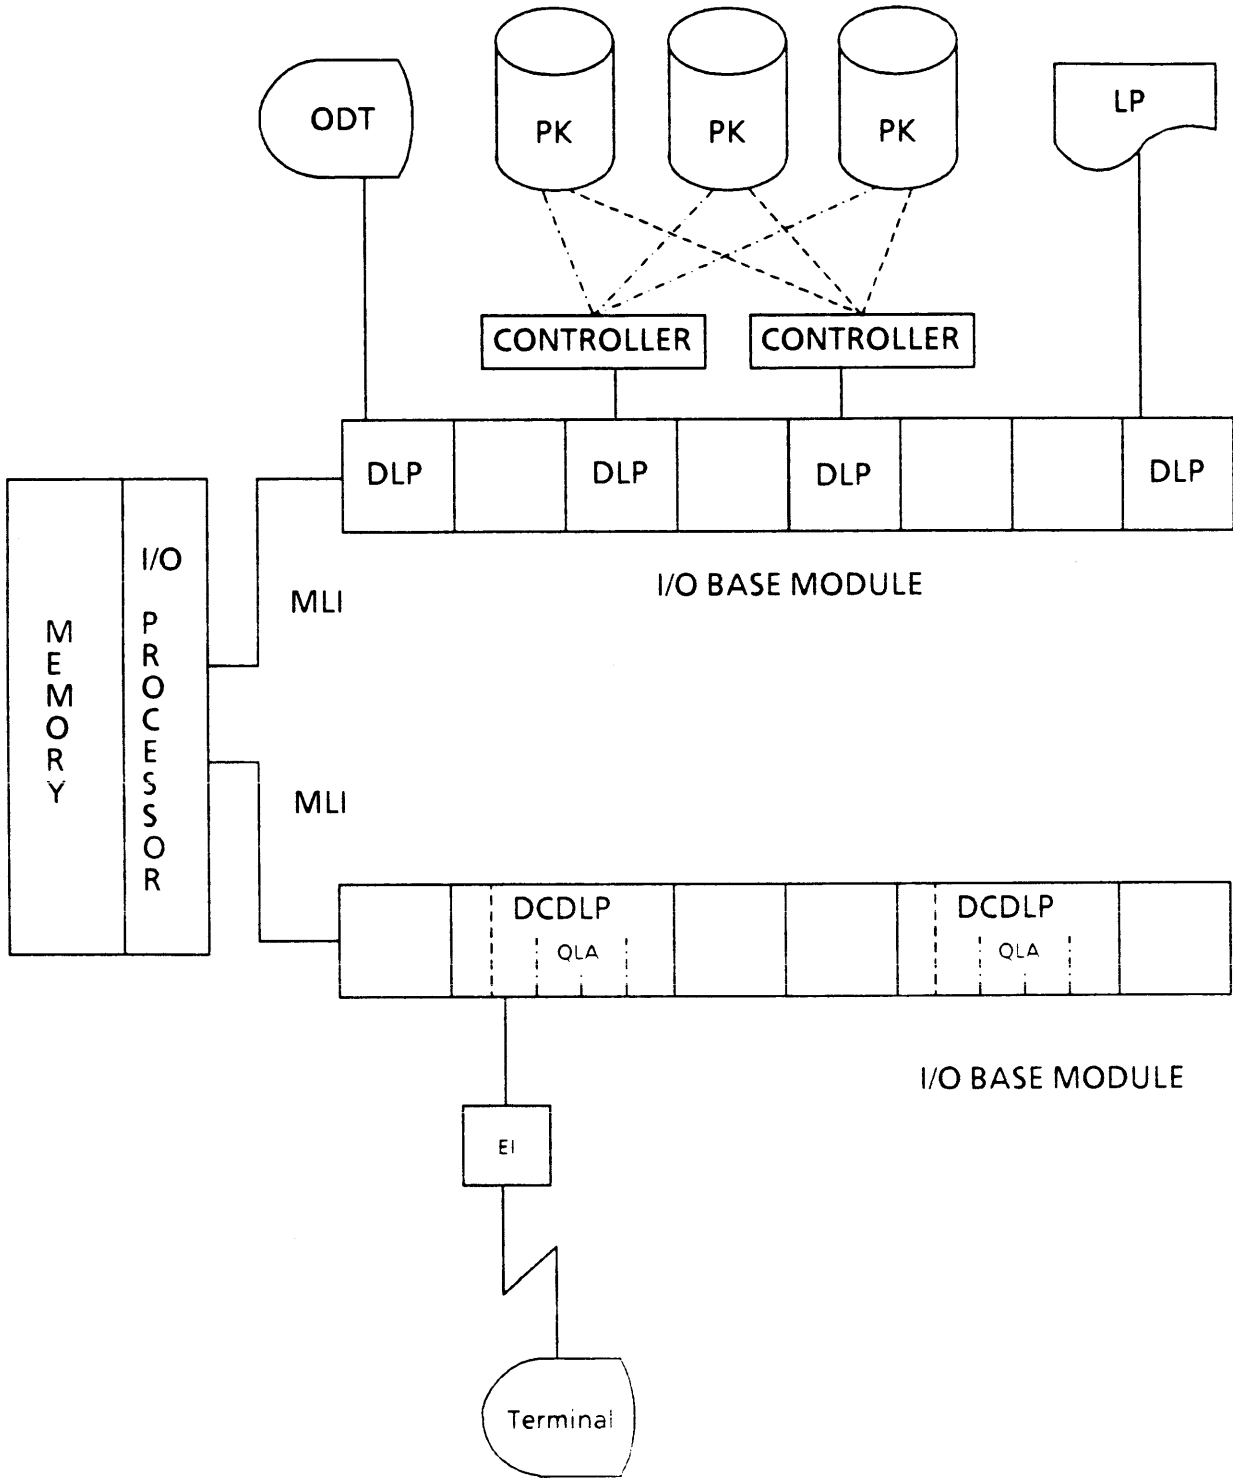 ODT
PK
PK
PK
LP
CONTROLLER
CONTROLLER
DLP
DLP
DLP
DLP
I/O BASE MODULE
MEMORY
I/O PROCESSOR
MLI
MLI
DCDLP
QLA
DCDLP
QLA
I/O BASE MODULE
EI
Terminal